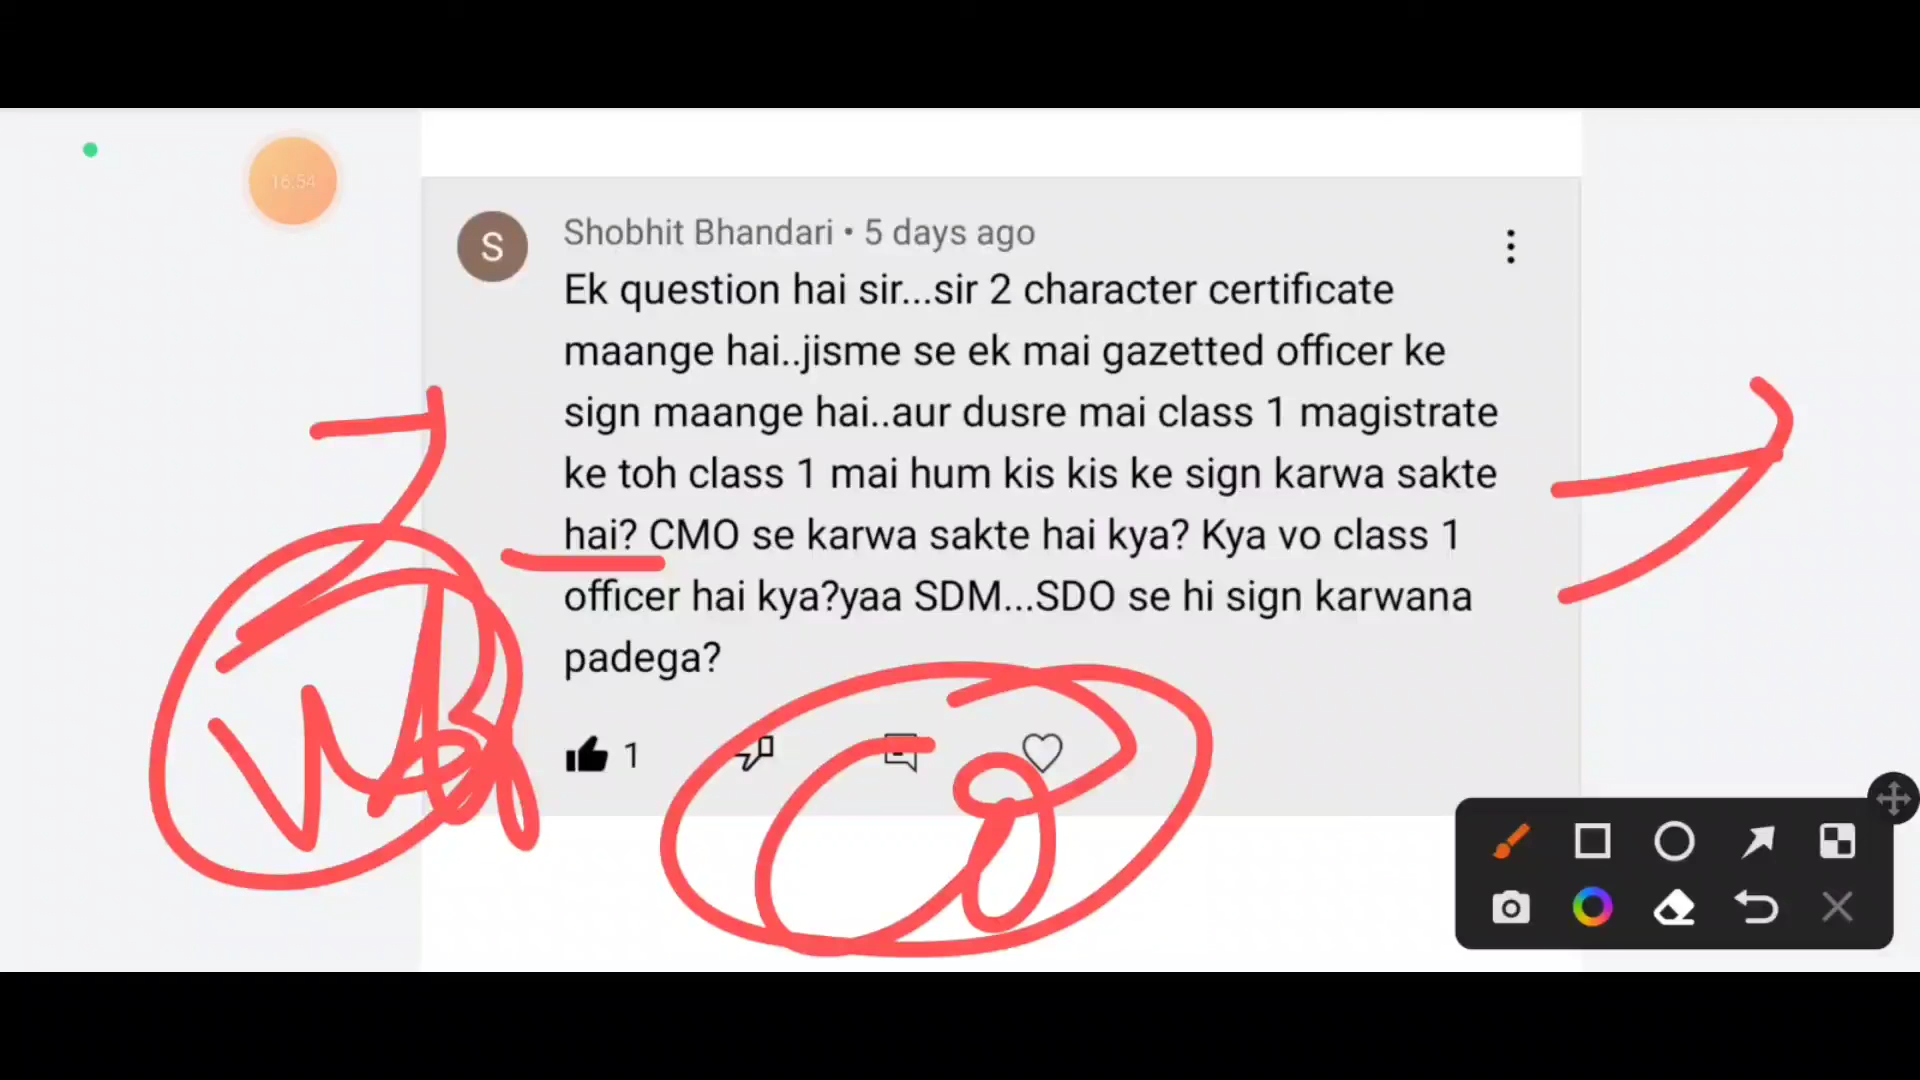 16:54
S
Shobhit Bhandari • 5 days ago
Ek question hai sir...sir 2 character certificate
maange hai..jisme se ek mai gazetted officer ke
sign maange hai..aur dusre mai class 1 magistrate
ke toh class 1 mai hum kis kis ke sign karwa sakte
hai? CMO se karwa sakte hai kya? Kya vo class 1
officer hai kya?yaa SDM...SDO se hi sign karwana
padega?
1